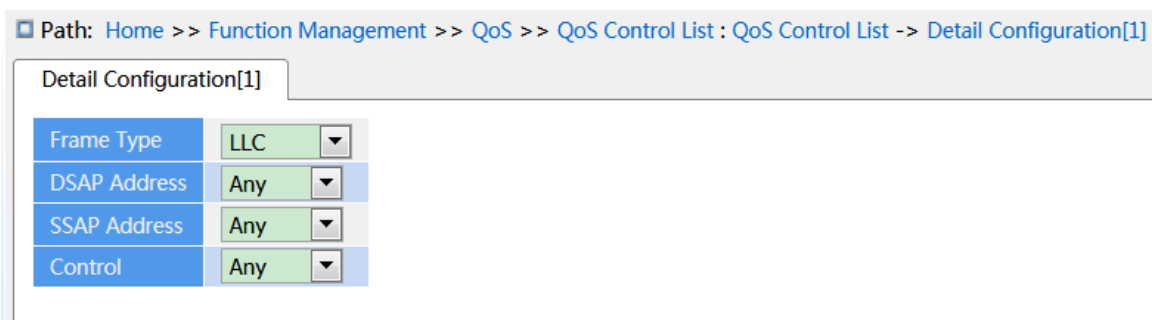 Path: Home >> Function Management >> QoS >> QoS Control List : QoS Control List -> Detail Configuration[1]
Detail Configuration[1]
Frame Type LLC
DSAP Address Any
SSAP Address Any
Control Any